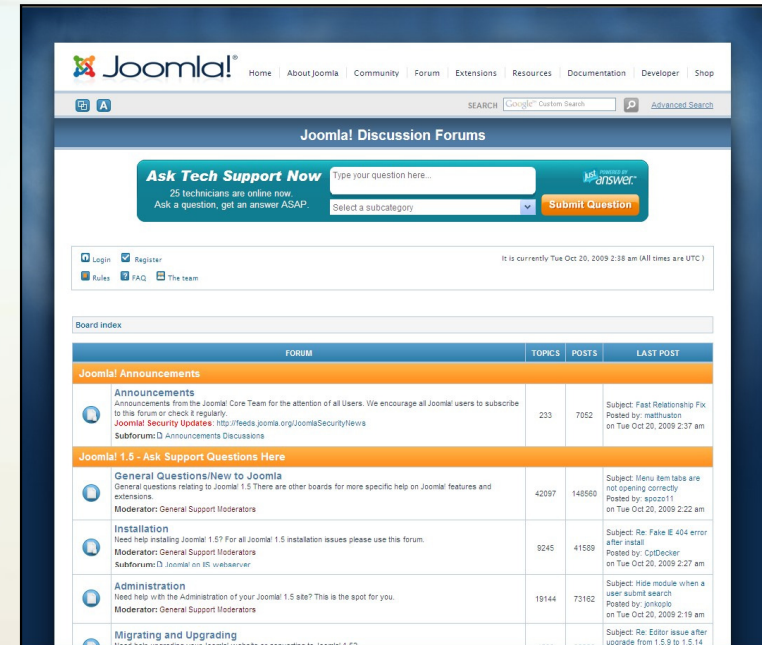 Joomla!®
Home About Joomla Community Forum Extensions Resources Documentation Developer Shop
A SEARCH Google™ Custom Search Advanced Search
Joomla! Discussion Forums
Ask Tech Support Now
25 technicians are online now.
Ask a question, get an answer ASAP.
Type your question here...
Select a subcategory
POWERED BY
Just answer™
Submit Question
Login Register
It is currently Tue Oct 20, 2009 2:38 am (All times are UTC )
Rules FAQ The team
Board index
FORUM TOPICS POSTS LAST POST
Joomla! Announcements
Announcements
Announcements from the Joomla! Core Team for the attention of all Users. We encourage all Joomla! users to subscribe
to this forum or check it regularly.
Joomla! Security Updates: http://feeds.joomla.org/JoomlaSecurityNews
Subforum: Announcements Discussions
233 7052
Subject: Fast Relationship Fix
Posted by: matthuston
on Tue Oct 20, 2009 2:37 am
Joomla! 1.5 - Ask Support Questions Here
General Questions/New to Joomla
General questions relating to Joomla! 1.5 There are other boards for more specific help on Joomla! features and
extensions.
Moderator: General Support Moderators
42097 148560
Subject: Menu item tabs are
not opening correctly
Posted by: spozo11
on Tue Oct 20, 2009 2:22 am
Installation
Need help installing Joomla! 1.5? For all Joomla! 1.5 installation issues please use this forum.
Moderator: General Support Moderators
Subforum: Joomla! on IS webserver
9245 41589
Subject: Re: Fake IE 404 error
after install
Posted by: CptDecker
on Tue Oct 20, 2009 2:27 am
Administration
Need help with the Administration of your Joomla! 1.5 site? This is the spot for you.
Moderator: General Support Moderators
19144 73162
Subject: Hide module when a
user submit search
Posted by: jonkoplo
on Tue Oct 20, 2009 2:19 am
Migrating and Upgrading
Subject: Re: Editor issue after
upgrade from 1.5.9 to 1.5.14